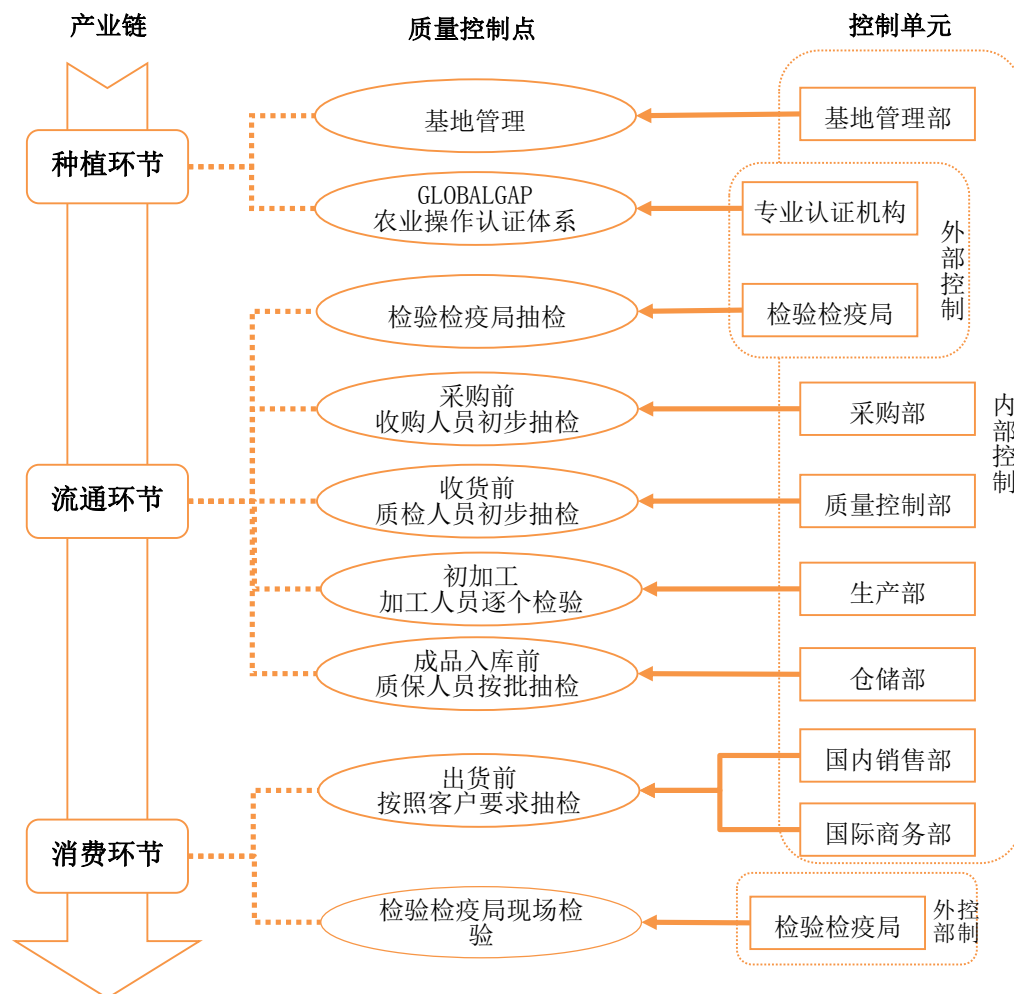 产业链
质量控制点
控制单元
基地管理
基地管理部
种植环节
GLOBALGAP
农业操作认证体系
专业认证机构
外部控制
检验检疫局抽检
检验检疫局
采购前
收购人员初步抽检
采购部
内部控制
流通环节
收货前
质检人员初步抽检
质量控制部
初加工
加工人员逐个检验
生产部
成品入库前
质保人员按批抽检
仓储部
出货前
按照客户要求抽检
国内销售部
国际商务部
消费环节
检验检疫局现场检
验
检验检疫局
外部控制